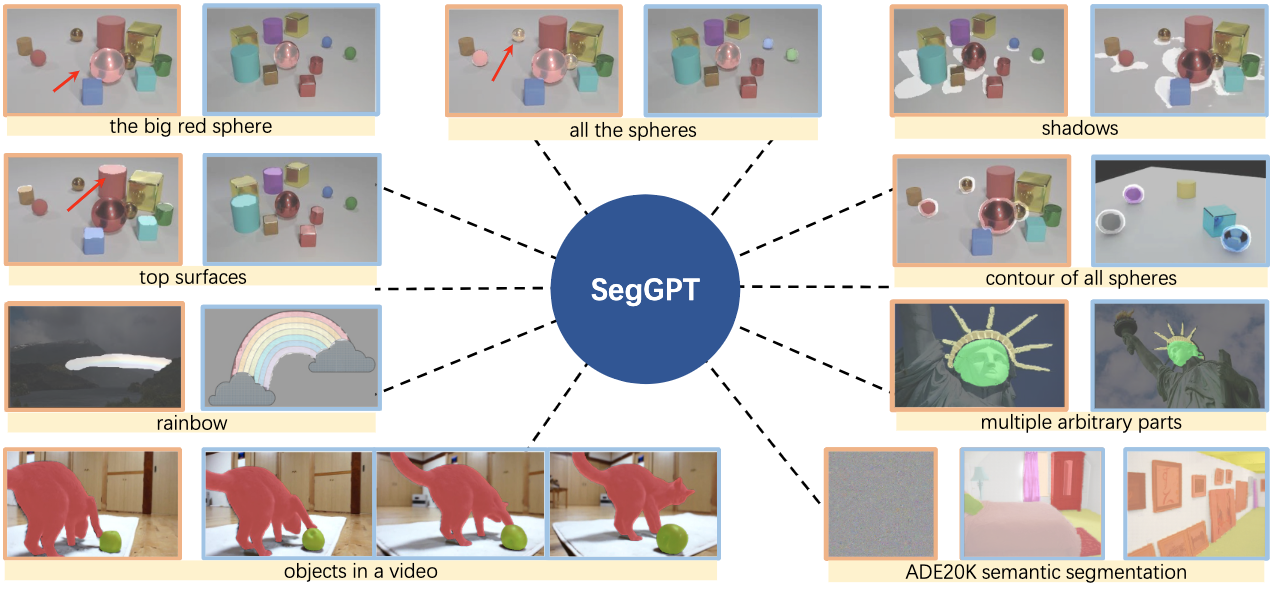 the big red sphere
all the spheres
shadows
top surfaces
contour of all spheres
SegGPT
rainbow
multiple arbitrary parts
objects in a video
ADE20K semantic segmentation